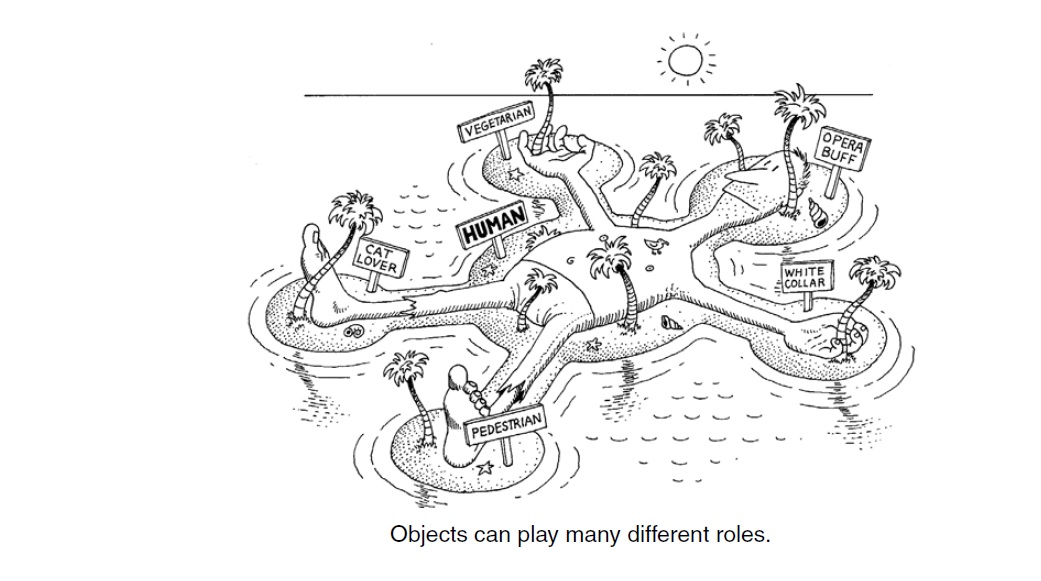 VEGETARIAN
OPERA
BUFF
HUMAN
CAT
LOVER
WHITE
COLLAR
PEDESTRIAN
Objects can play many different roles.